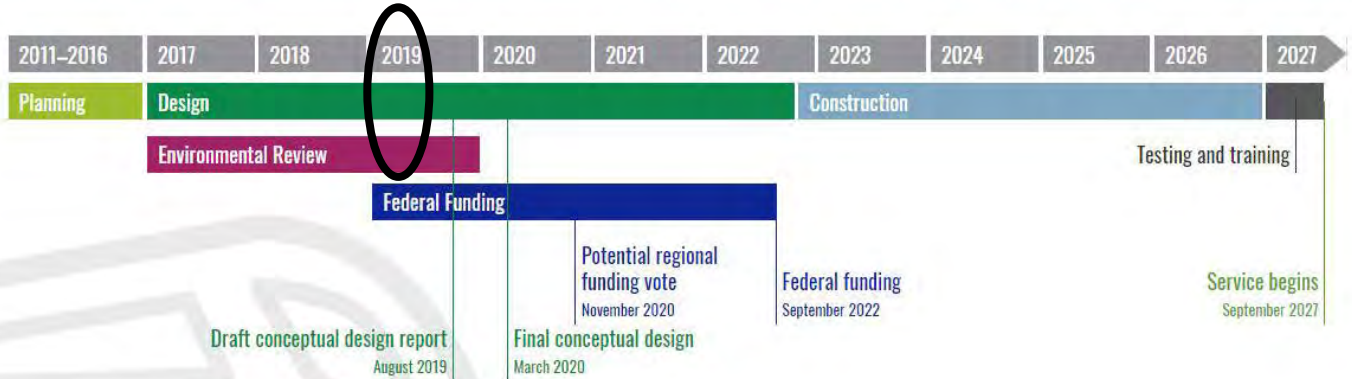 2011–2016 2017 2018 2019 2020 2021 2022 2023 2024 2025 2026 2027
Planning Design Construction
Environmental Review
Testing and training
Federal Funding
Potential regional
funding vote
November 2020
Federal funding
September 2022
Service begins
September 2027
Draft conceptual design report
August 2019
Final conceptual design
March 2020